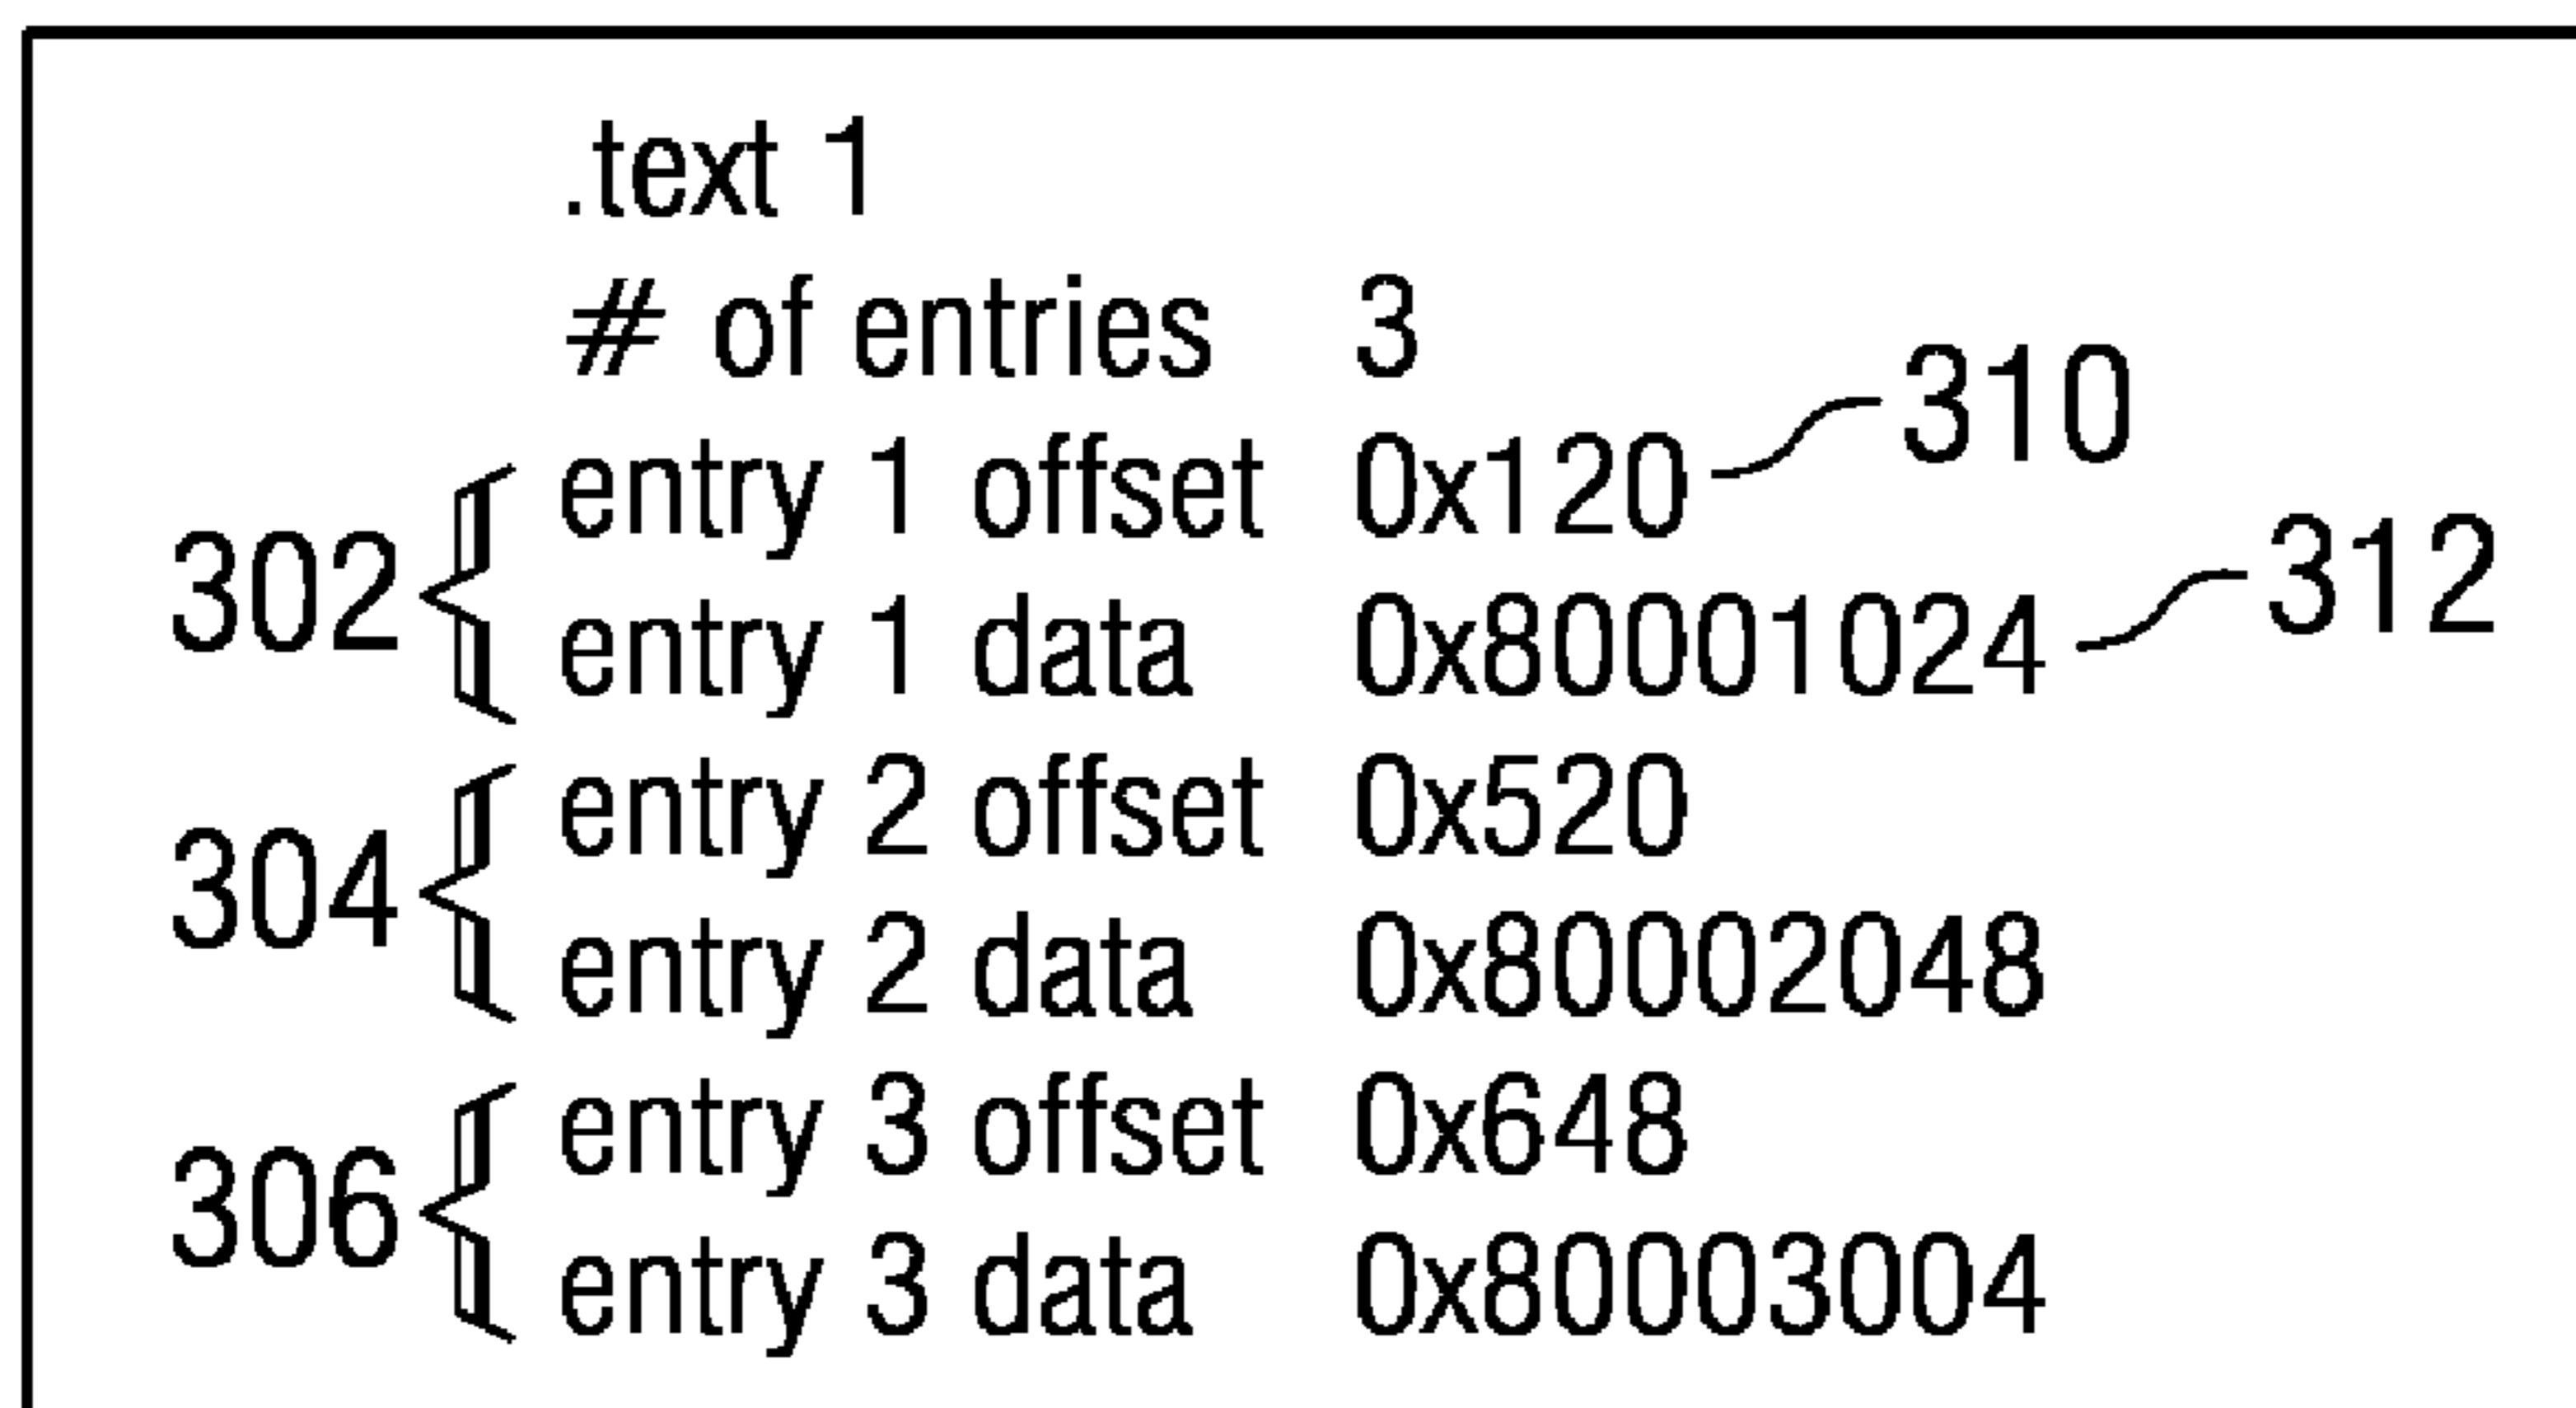 .text 1
# of entries 3
entry 1 offset 0x120 310
302 entry 1 data 0x80001024 312
entry 2 offset 0x520
304 entry 2 data 0x80002048
entry 3 offset 0x648
306 entry 3 data 0x80003004